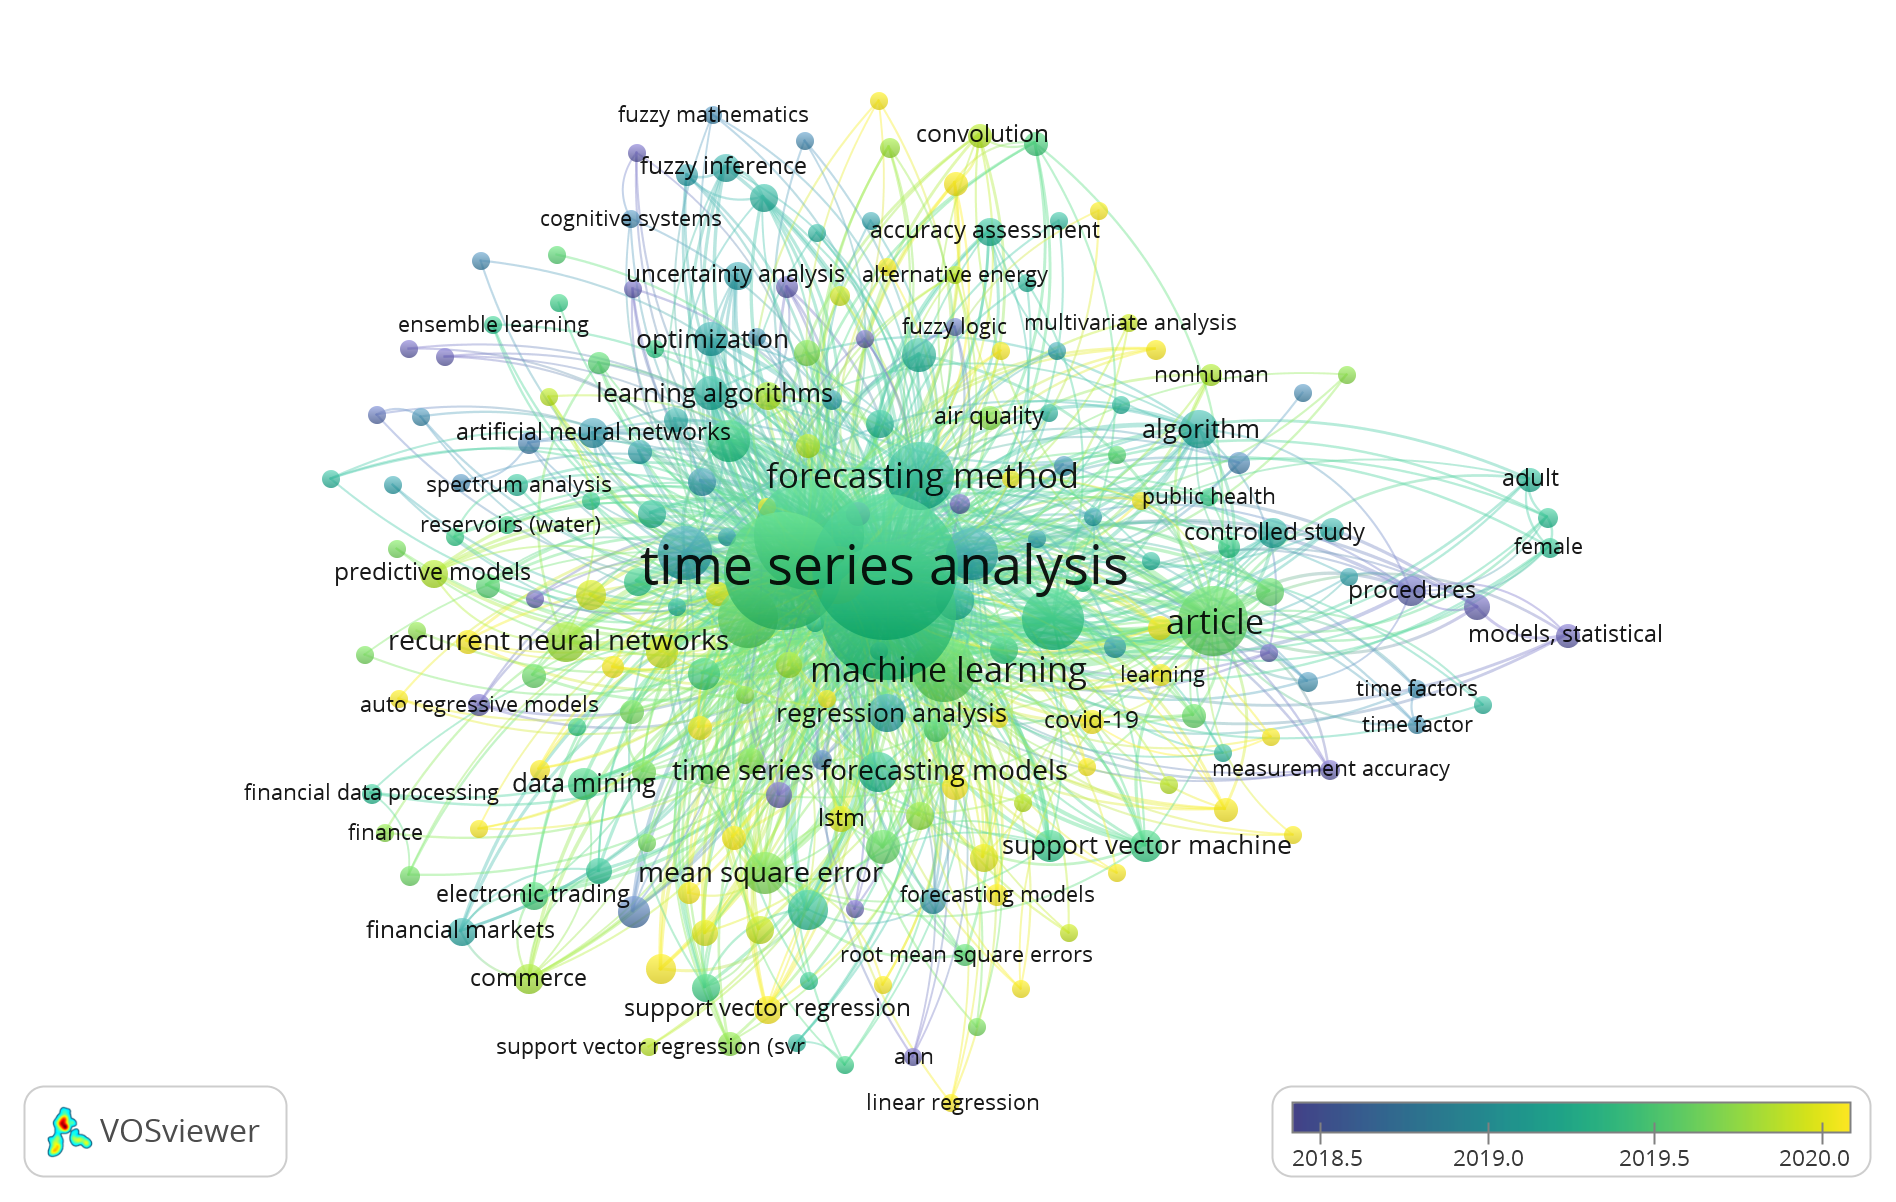 fuzzy mathematics
convolution
fuzzy inference
cognitive systems
accuracy assessment
uncertainty analysis
alternative energy
ensemble learning
fuzzy logic
multivariate analysis
optimization
nonhuman
learning algorithms
air quality
artificial neural networks
algorithm
forecasting method
adult
spectrum analysis
public health
reservoirs (water)
controlled study
female
time series analysis
predictive models
procedures
article
models, statistical
recurrent neural networks
machine learning
learning
time factors
auto regressive models
regression analysis
covid-19
time factor
time series forecasting models
measurement accuracy
data mining
financial data processing
lstm
finance
support vector machine
mean square error
electronic trading
forecasting models
financial markets
root mean square errors
commerce
support vector regression
support vector regression (svr
ann
linear regression
VOSviewer
2018.5 2019.0 2019.5 2020.0